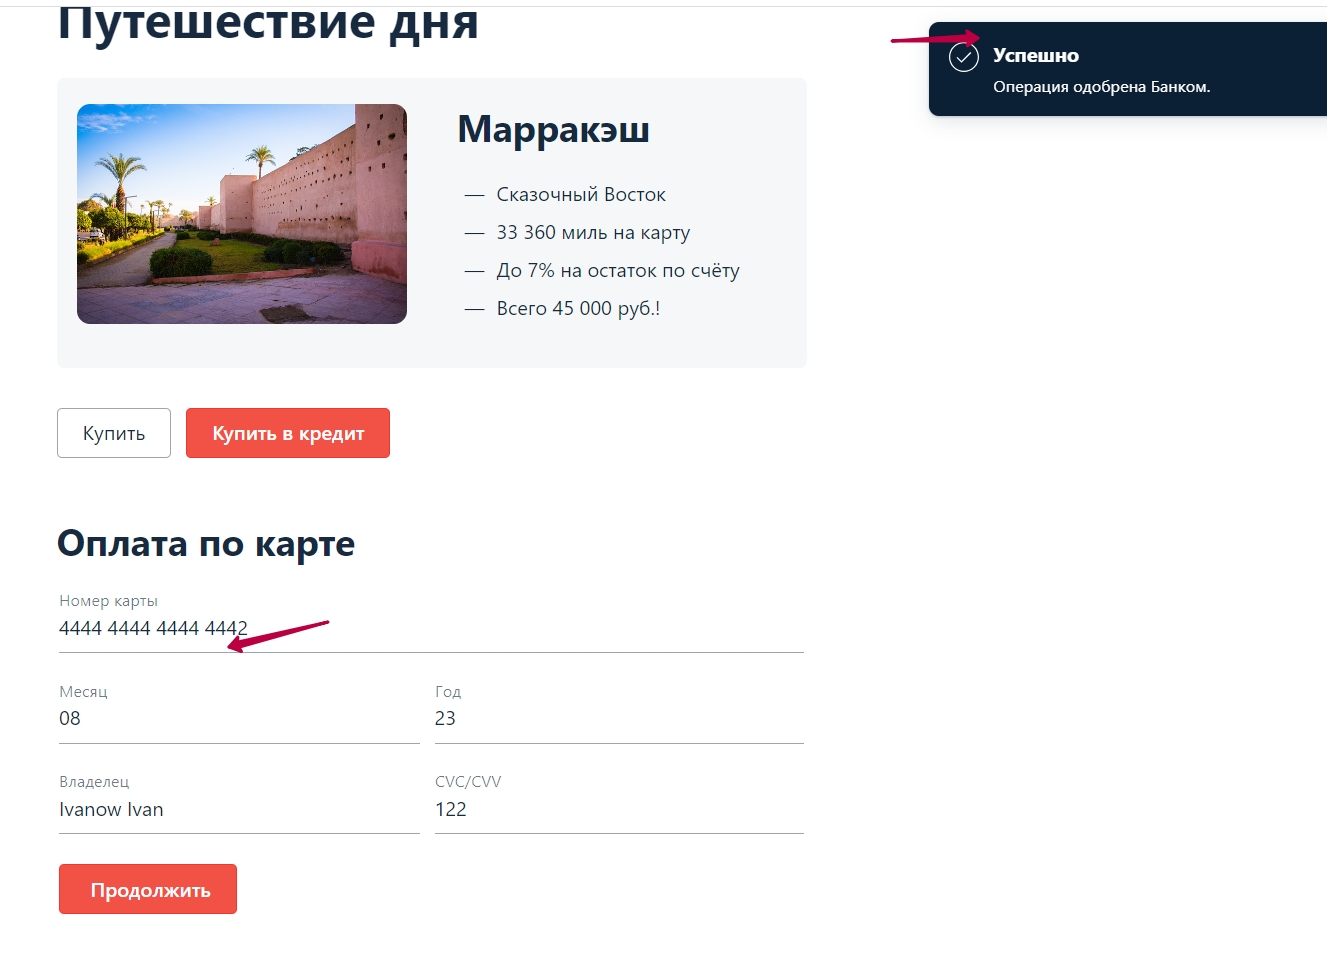 Путешествие дня
Успешно
Операция одобрена Банком.
Марракэш
— Сказочный Восток
— 33 360 миль на карту
— До 7% на остаток по счёту
— Всего 45 000 руб.!
Купить
Купить в кредит
Оплата по карте
Номер карты
4444 4444 4444 4442
Месяц
Год
08
23
Владелец
CVC/CVV
Ivanow Ivan
122
Продолжить